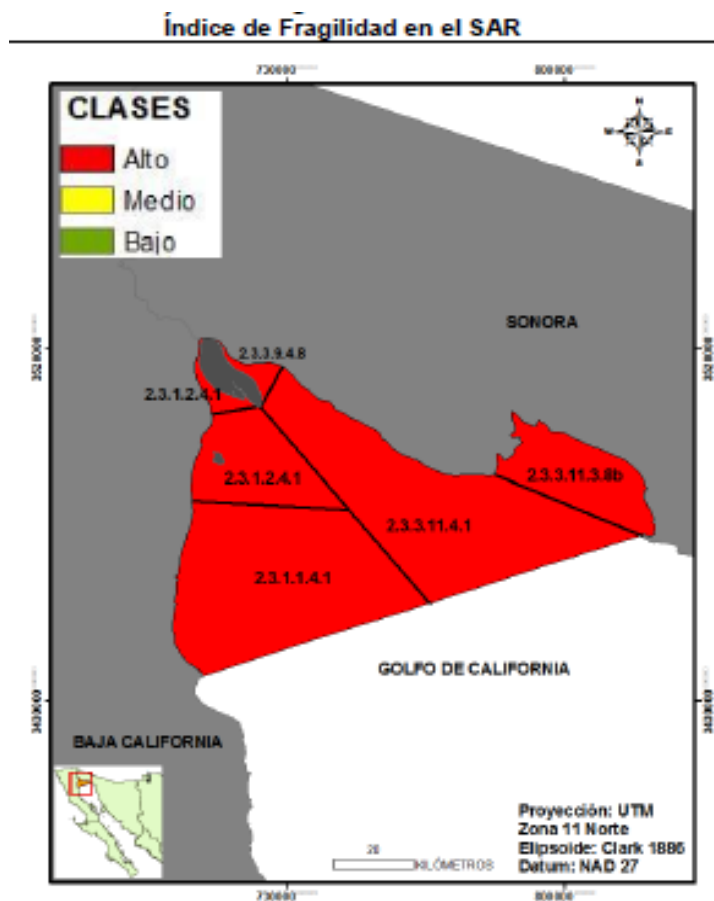 Índice de Fragilidad en el SAR
700000
800000
CLASES
Alto
Medio
Bajo
N
SONORA
2.3.3.9.4.8
2.3.1.2.4.1
2.3.1.2.4.1
2.3.3.11.3.8b
2.3.3.11.4.1
2.3.1.1.4.1
GOLFO DE CALIFORNIA
BAJA CALIFORNIA
Proyección: UTM
Zona 11 Norte
Elipsoide: Clark 1886
Datum: NAD 27
20
KILÓMETROS
800000